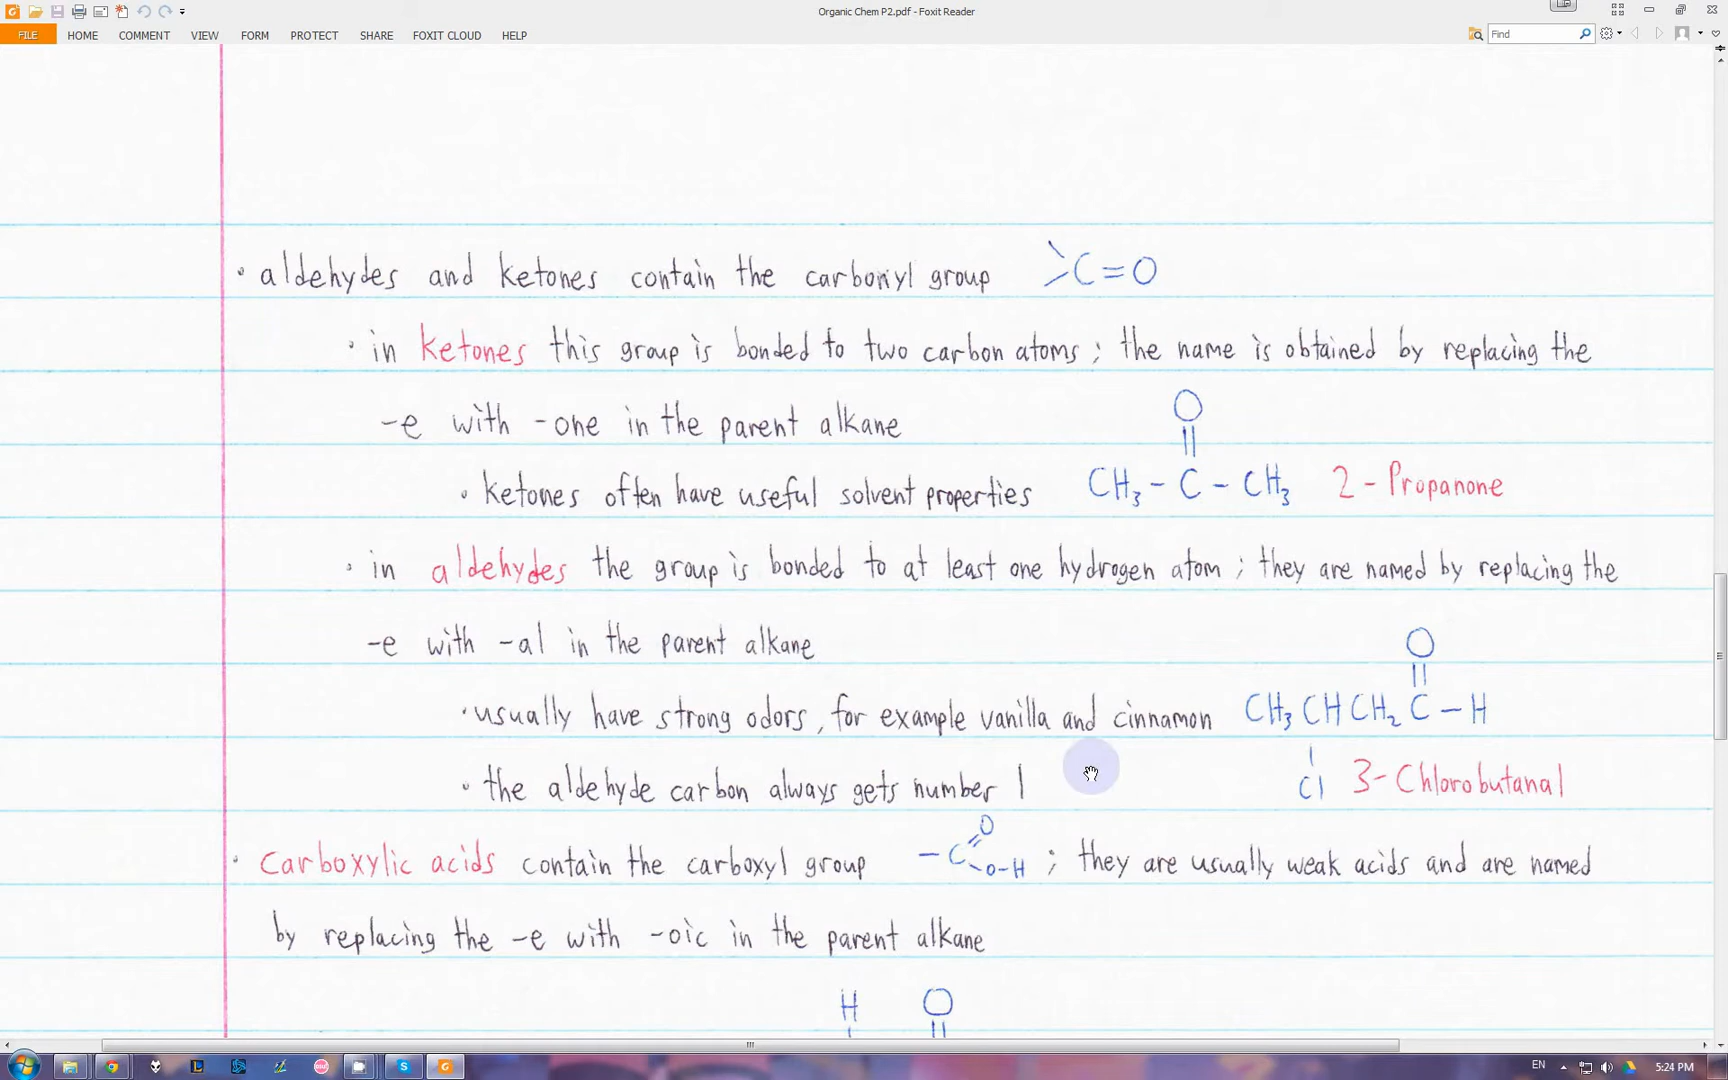 Organic Chem P2.pdf - Foxit Reader
FILE HOME COMMENT VIEW FORM PROTECT SHARE FOXIT CLOUD HELP
Find
• aldehydes and ketones contain the carbonyl group >C=O
• in ketones this group is bonded to two carbon atoms ; the name is obtained by replacing the
-e with -one in the parent alkane
O
• ketones often have useful solvent properties CH3 - C - CH3 2 - Propanone
• in aldehydes the group is bonded to at least one hydrogen atom ; they are named by replacing the
-e with -al in the parent alkane
O
• usually have strong odors, for example vanilla and cinnamon CH3 CH CH2 C - H
• the aldehyde carbon always gets number 1
Cl 3-Chlorobutanal
O
• Carboxylic acids contain the carboxyl group -C O-H ; they are usually weak acids and are named
by replacing the -e with -oic in the parent alkane
H O
EN 5:24 PM